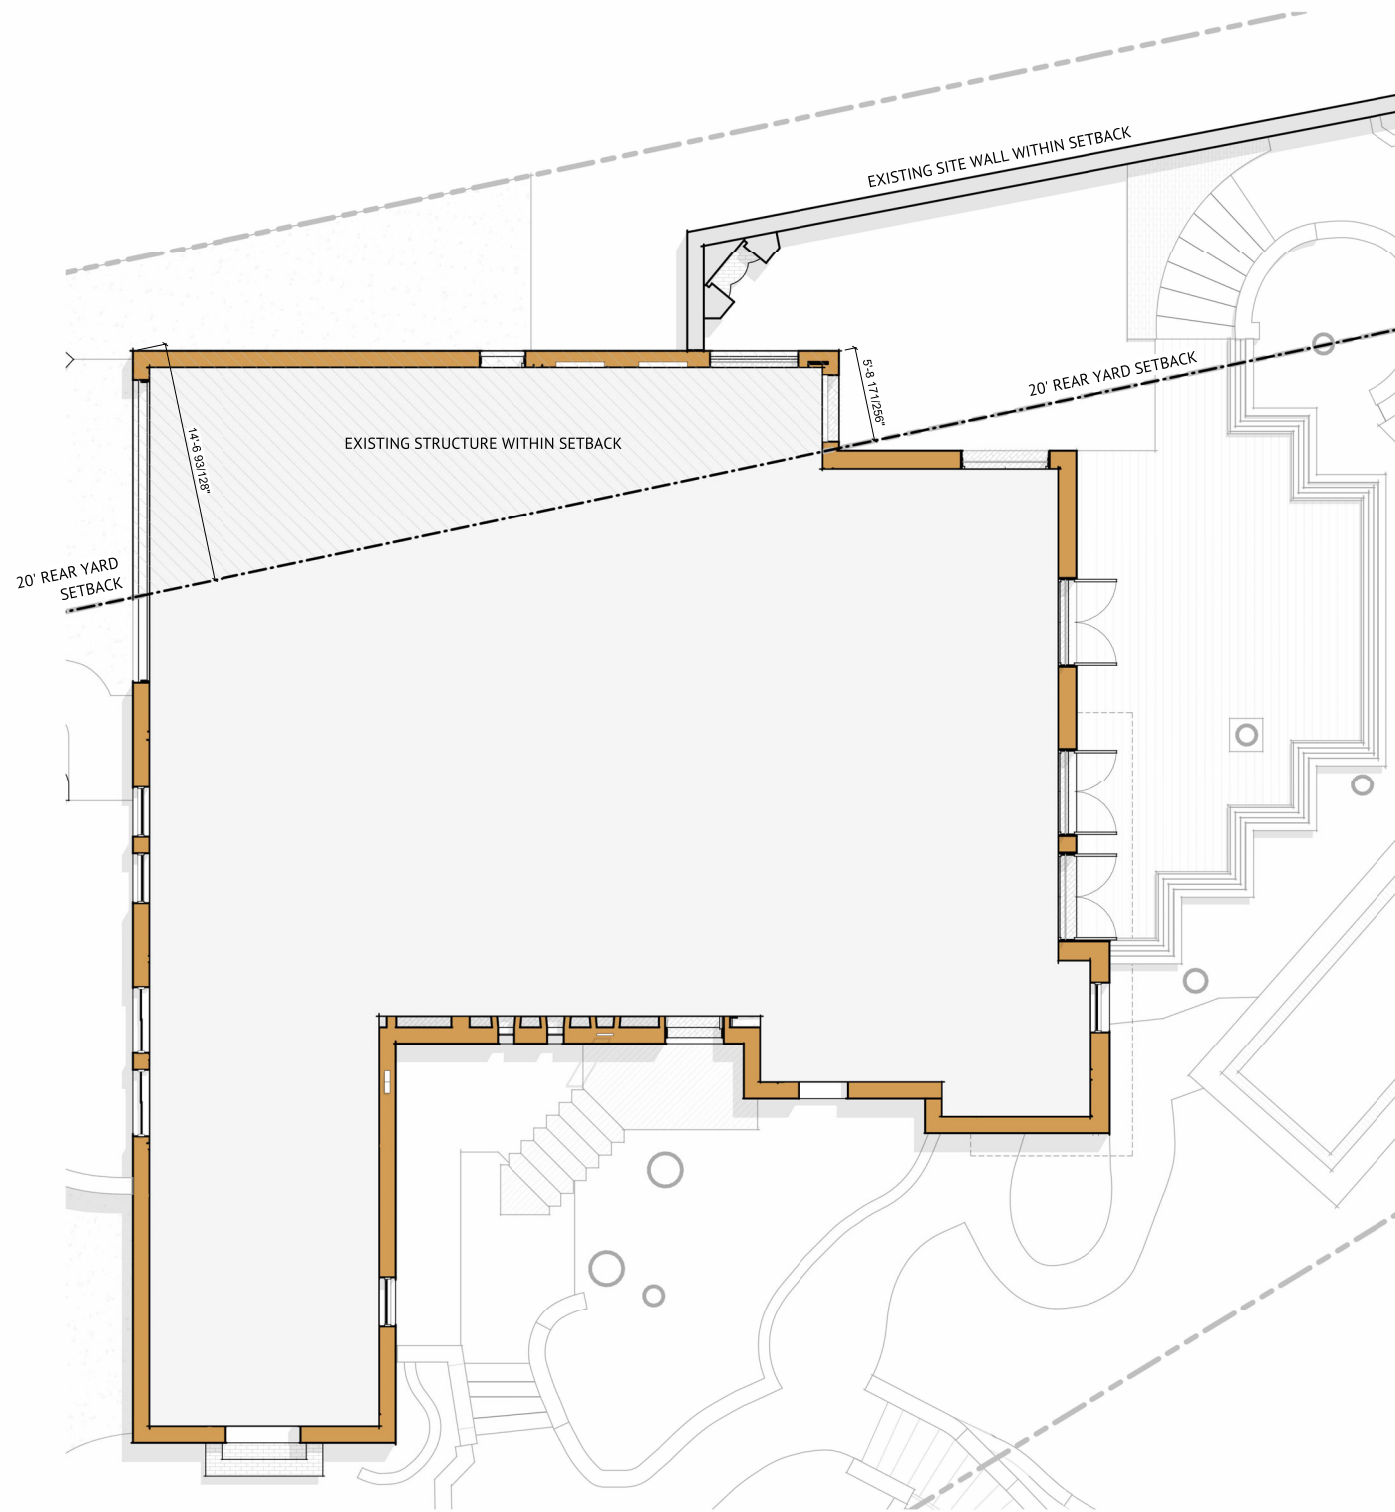 EXISTING SITE WALL WITHIN SETBACK
20' REAR YARD SETBACK
5'-8 171/256"
EXISTING STRUCTURE WITHIN SETBACK
14'-6 93/128"
20' REAR YARD
SETBACK